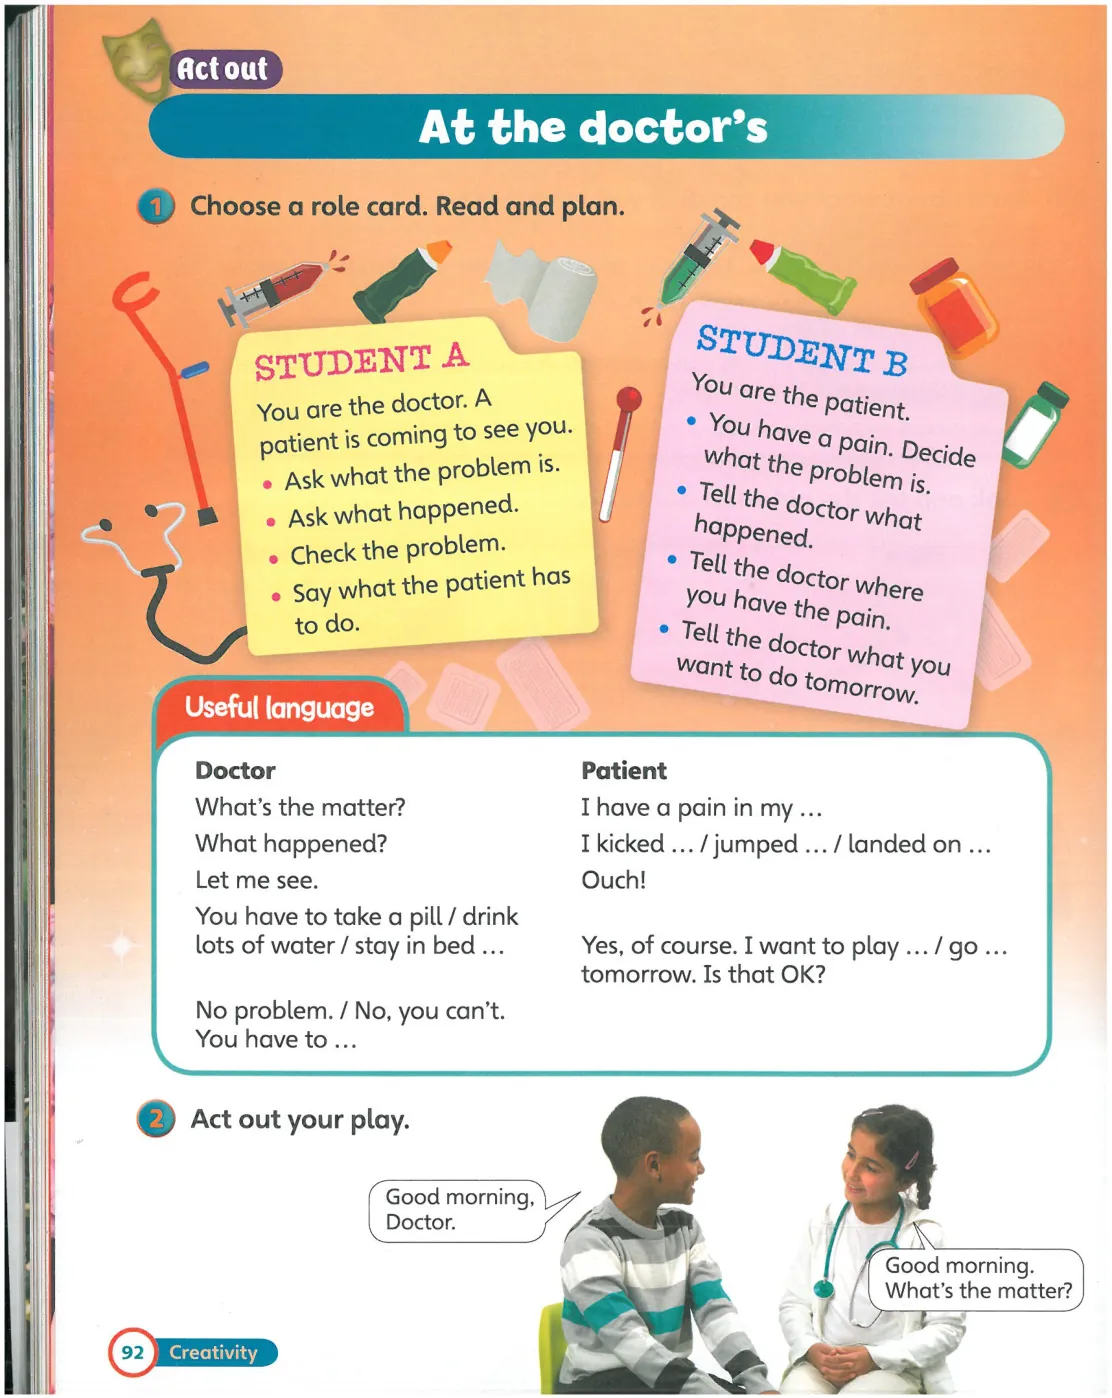 Act out
At the doctor's
1 Choose a role card. Read and plan.
STUDENT A
You are the doctor. A
patient is coming to see you.
• Ask what the problem is.
• Ask what happened.
• Check the problem.
• Say what the patient has
to do.
STUDENT B
You are the patient.
• You have a pain. Decide
what the problem is.
• Tell the doctor what
happened.
• Tell the doctor where
you have the pain.
• Tell the doctor what you
want to do tomorrow.
Useful language
Doctor
What's the matter?
What happened?
Let me see.
You have to take a pill / drink
lots of water / stay in bed ...
No problem. / No, you can't.
You have to ...
Patient
I have a pain in my ...
I kicked ... / jumped ... / landed on ...
Ouch!
Yes, of course. I want to play ... / go ...
tomorrow. Is that OK?
2 Act out your play.
Good morning,
Doctor.
Good morning.
What's the matter?
92 Creativity